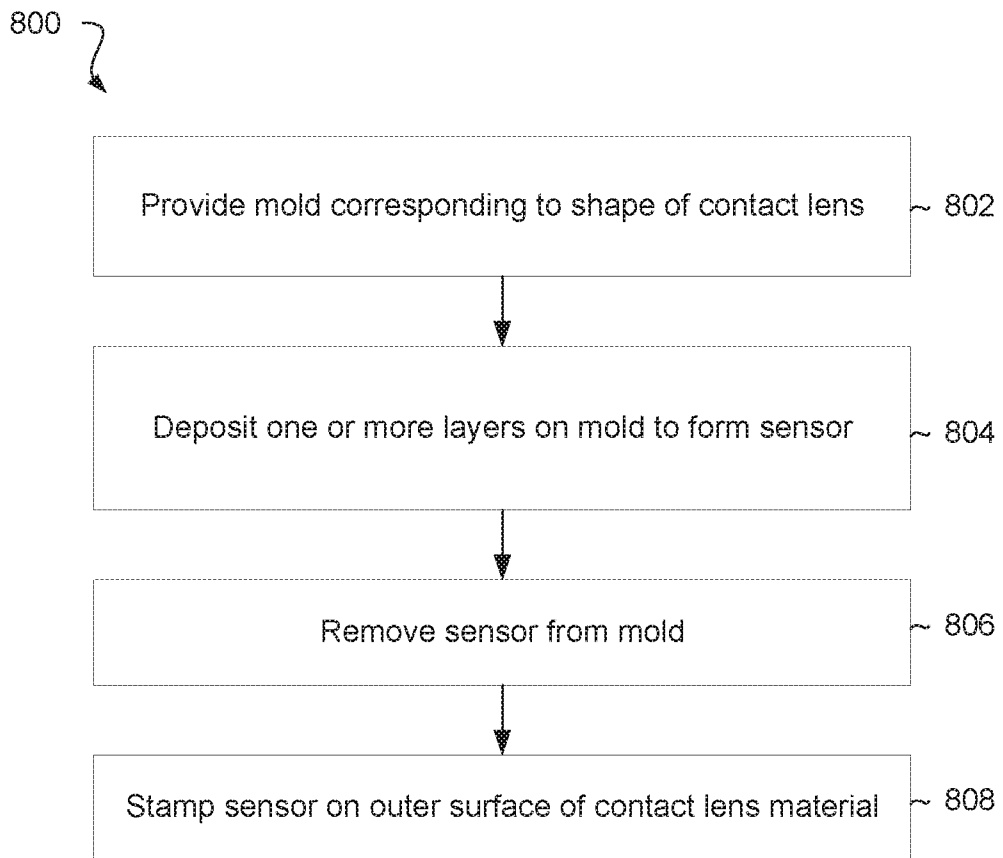 800
Provide mold corresponding to shape of contact lens
~ 802
Deposit one or more layers on mold to form sensor
~ 804
Remove sensor from mold
~ 806
Stamp sensor on outer surface of contact lens material
~ 808